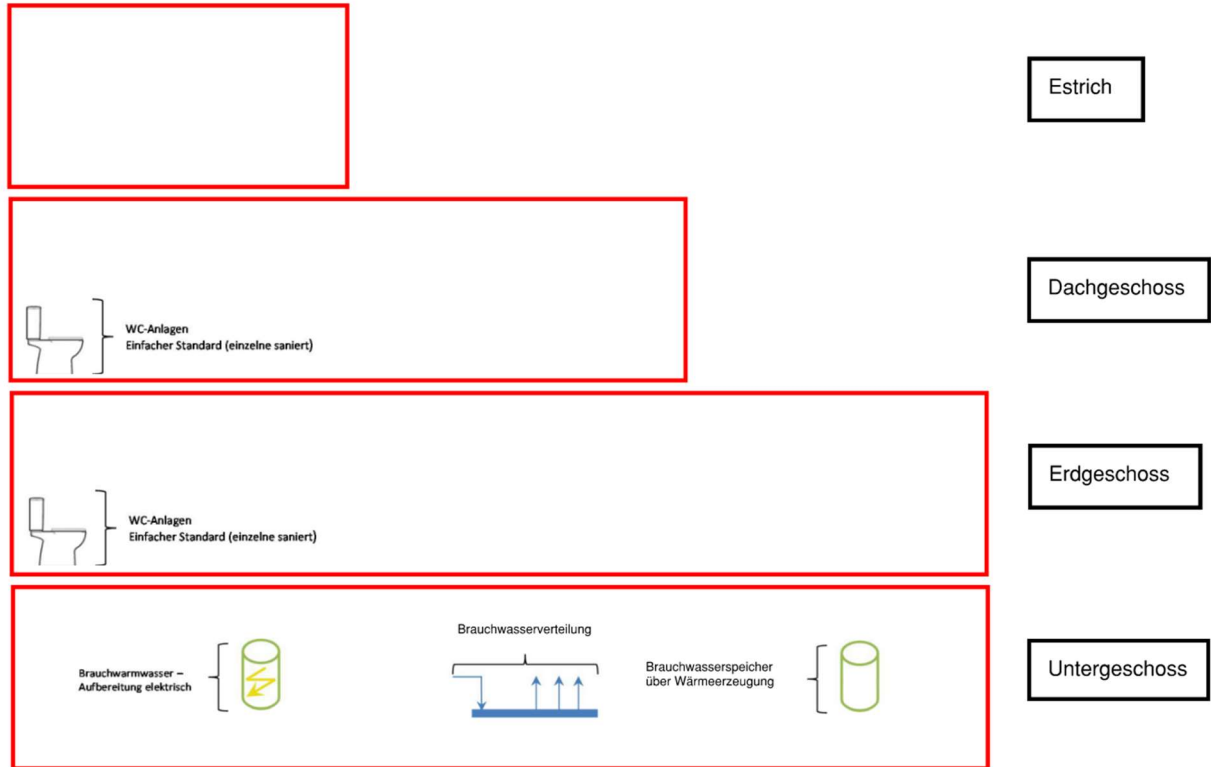 Estrich
Dachgeschoss
WC-Anlagen
Einfacher Standard (einzelne saniert)
Erdgeschoss
WC-Anlagen
Einfacher Standard (einzelne saniert)
Brauchwasserverteilung
Brauchwarmwasser –
Aufbereitung elektrisch
Brauchwasserspeicher
über Wärmeerzeugung
Untergeschoss